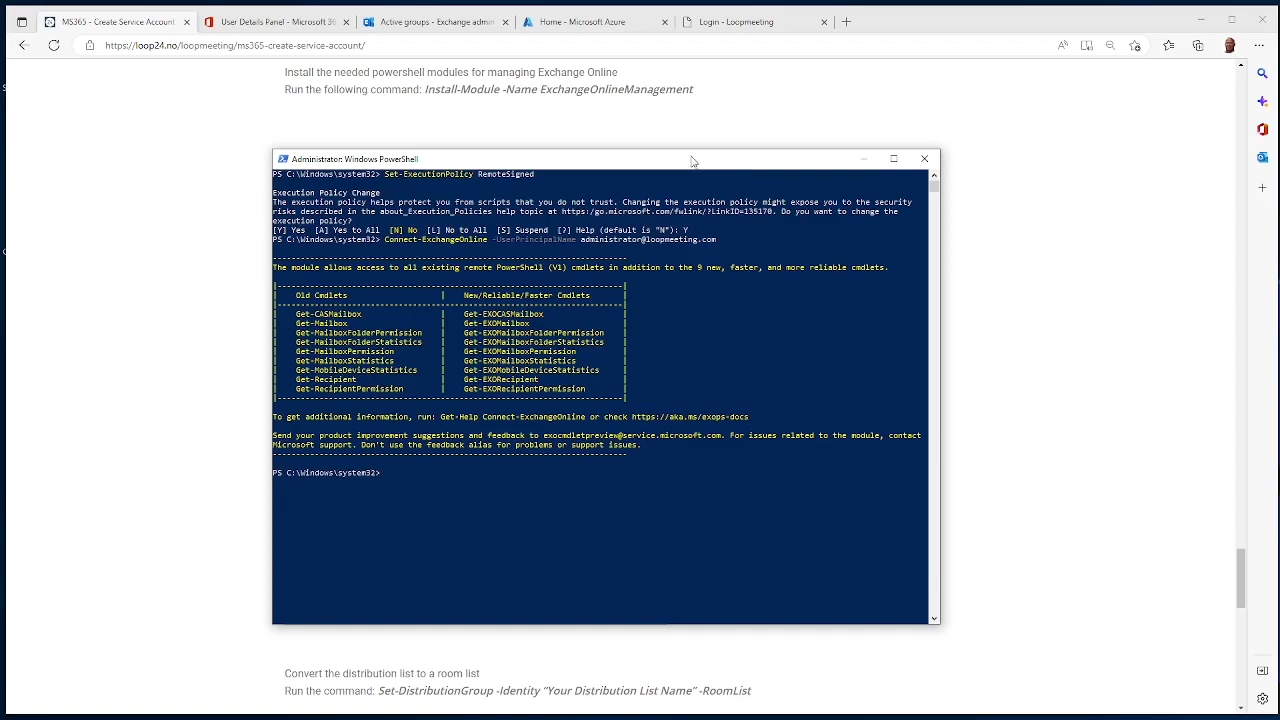 MS365 - Create Service Account
User Details Panel - Microsoft 36
Active groups - Exchange admin
Home - Microsoft Azure
Login - Loopmeeting
https://loop24.no/loopmeeting/ms365-create-service-account/
Install the needed powershell modules for managing Exchange Online
Run the following command: Install-Module -Name ExchangeOnlineManagement
Administrator: Windows PowerShell
PS C:\Windows\system32> Set-ExecutionPolicy RemoteSigned
Execution Policy Change
The execution policy helps protect you from scripts that you do not trust. Changing the execution policy might expose you to the security
risks described in the about_Execution_Policies help topic at https:/go.microsoft.com/fwlink/?LinkID=135170. Do you want to change the
execution policy?
[Y] Yes [A] Yes to All [N] No [L] No to All [S] Suspend [?] Help (default is "N"): Y
PS C:\Windows\system32> Connect-ExchangeOnline -UserPrincipalName administrator@loopmeeting.com
----------------------------------------------------------------------------
The module allows access to all existing remote PowerShell (V1) cmdlets in addition to the 9 new, faster, and more reliable cmdlets.
|--------------------------------------------------------------------------|
| Old Cmdlets | New/Reliable/Faster Cmdlets |
|--------------------------------------------------------------------------|
| Get-CASMailbox | Get-EXOCASMailbox |
| Get-Mailbox | Get-EXOMailbox |
| Get-MailboxFolderPermission | Get-EXOMailboxFolderPermission |
| Get-MailboxFolderStatistics | Get-EXOMailboxFolderStatistics |
| Get-MailboxPermission | Get-EXOMailboxPermission |
| Get-MailboxStatistics | Get-EXOMailboxStatistics |
| Get-MobileDeviceStatistics | Get-EXOMobileDeviceStatistics |
| Get-Recipient | Get-EXORecipient |
| Get-RecipientPermission | Get-EXORecipientPermission |
|--------------------------------------------------------------------------|
To get additional information, run: Get-Help Connect-ExchangeOnline or check https://aka.ms/exops-docs
Send your product improvement suggestions and feedback to exocmdletpreview@service.microsoft.com. For issues related to the module, contact
Microsoft support. Don't use the feedback alias for problems or support issues.
----------------------------------------------------------------------------
PS C:\Windows\system32>
Convert the distribution list to a room list
Run the command: Set-DistributionGroup -Identity “Your Distribution List Name” -RoomList